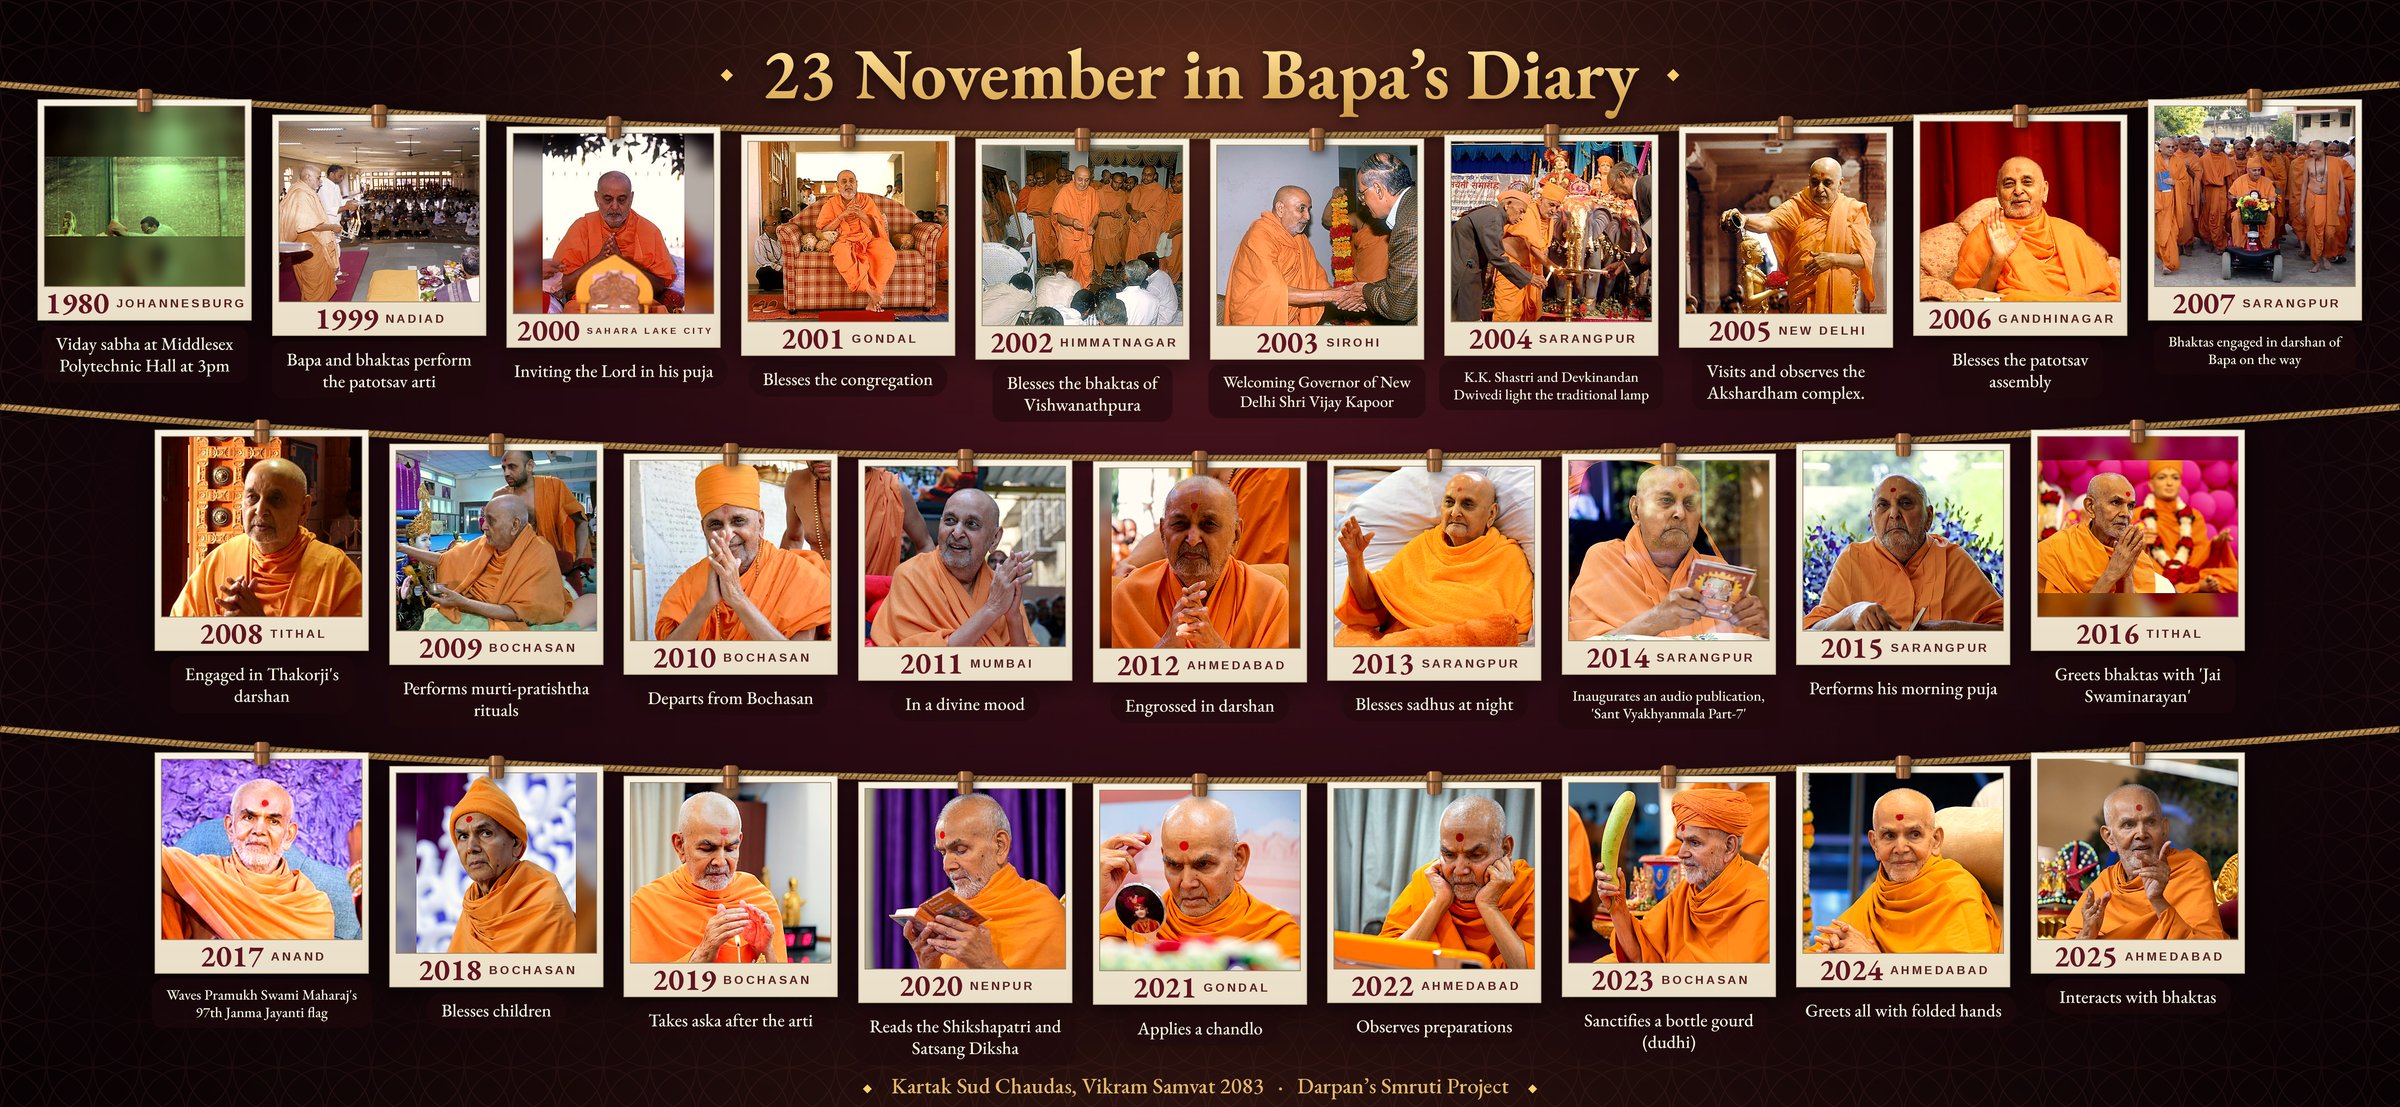 23 November in Bapa's Diary
1980 JOHANNESBURG
Viday sabha at Middlesex
Polytechnic Hall at 3pm
1999 NADIAD
Bapa and bhaktas perform
the patotsav arti
2000 SAHARA LAKE CITY
Inviting the Lord in his puja
2001 GONDAL
Blesses the congregation
2002 HIMMATNAGAR
Blesses the bhaktas of
Vishwanathpura
2003 SIROHI
Welcoming Governor of New
Delhi Shri Vijay Kapoor
2004 SARANGPUR
K.K. Shastri and Devkinandan
Dwivedi light the traditional lamp
2005 NEW DELHI
Visits and observes the
Akshardham complex.
2006 GANDHINAGAR
Blesses the patotsav
assembly
2007 SARANGPUR
Bhaktas engaged in darshan of
Bapa on the way
2008 TITHAL
Engaged in Thakorji's
darshan
2009 BOCHASAN
Performs murti-pratishtha
rituals
2010 BOCHASAN
Departs from Bochasan
2011 MUMBAI
In a divine mood
2012 AHMEDABAD
Engrossed in darshan
2013 SARANGPUR
Blesses sadhus at night
2014 SARANGPUR
Inaugurates an audio publication,
'Sant Vyakhyanmala Part-7'
2015 SARANGPUR
Performs his morning puja
2016 TITHAL
Greets bhaktas with 'Jai
Swaminarayan'
2017 ANAND
Waves Pramukh Swami Maharaj's
97th Janma Jayanti flag
2018 BOCHASAN
Blesses children
2019 BOCHASAN
Takes aska after the arti
2020 NENPUR
Reads the Shikshapatri and
Satsang Diksha
2021 GONDAL
Applies a chandlo
2022 AHMEDABAD
Observes preparations
2023 BOCHASAN
Sanctifies a bottle gourd
(dudhi)
2024 AHMEDABAD
Greets all with folded hands
2025 AHMEDABAD
Interacts with bhaktas
Kartak Sud Chaudas, Vikram Samvat 2083 · Darpan's Smruti Project